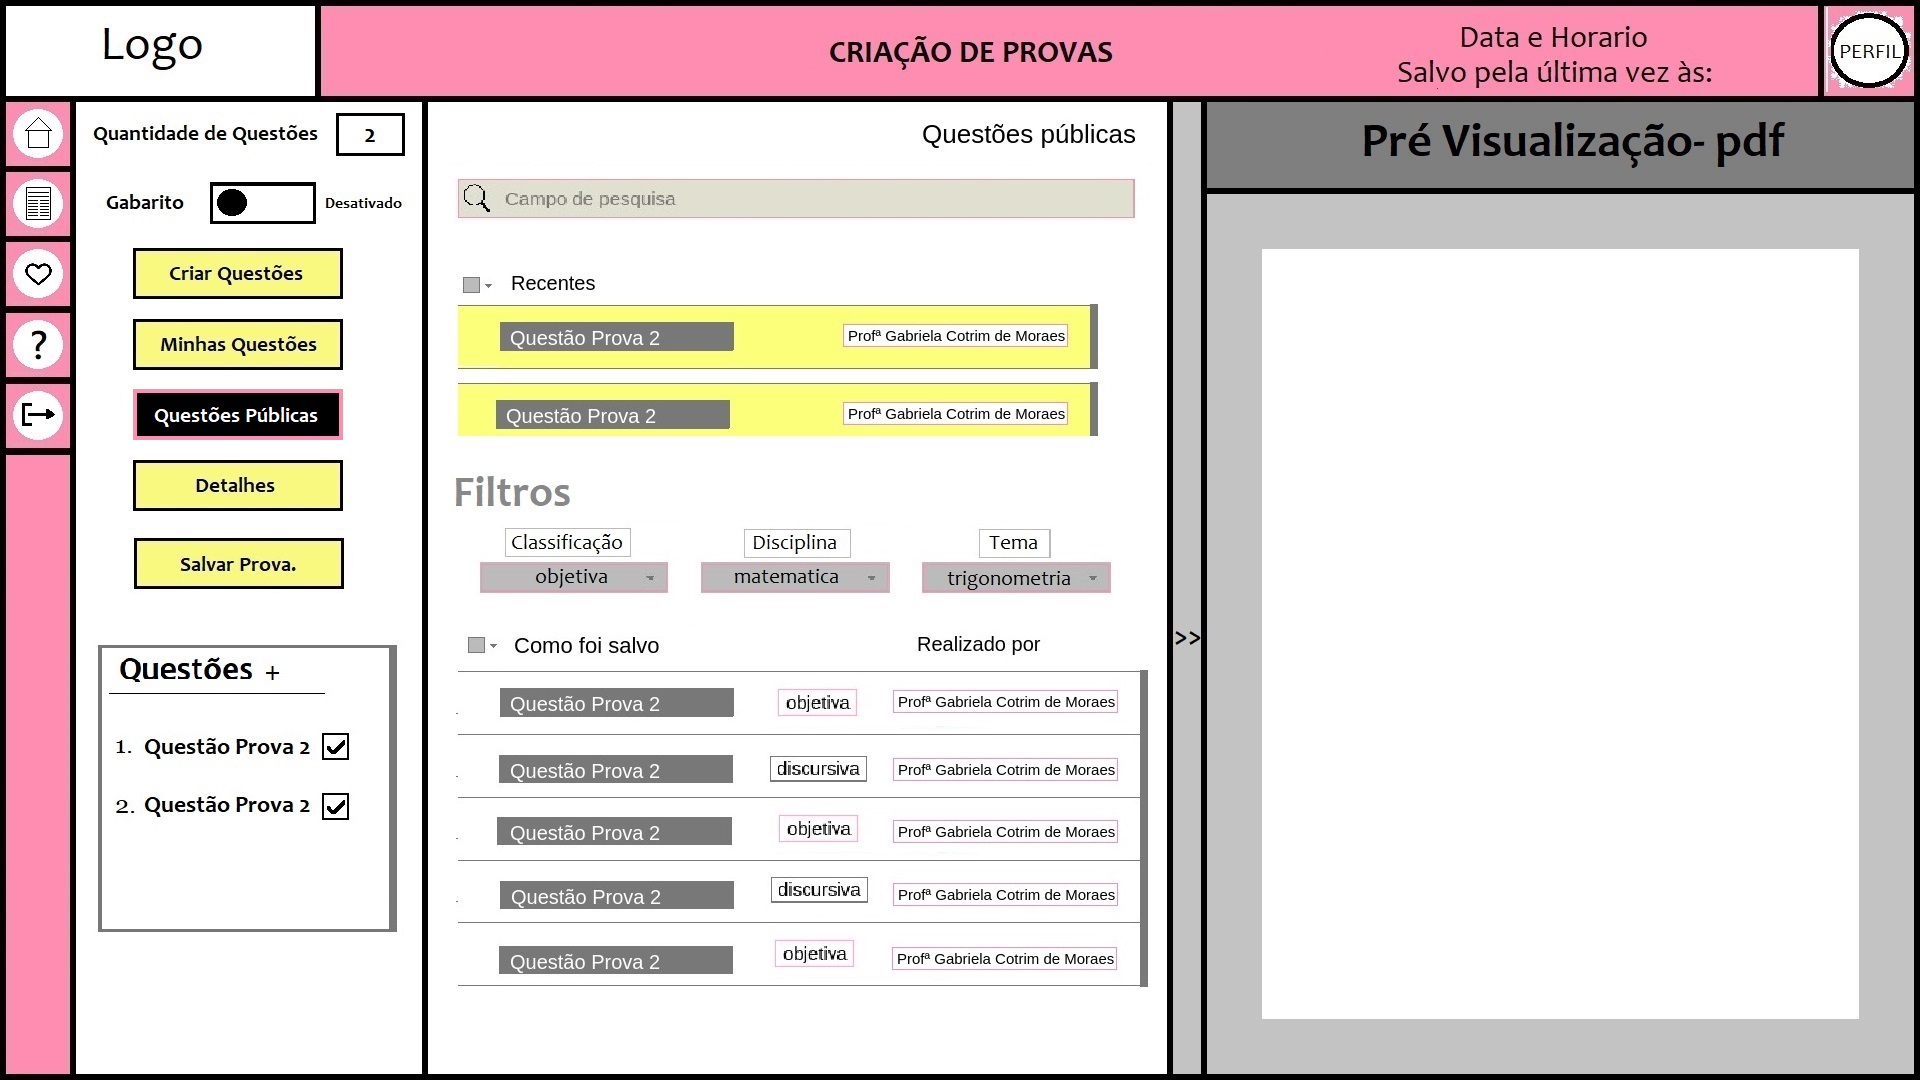 Logo
CRIAÇÃO DE PROVAS
Data e Horario
Salvo pela última vez às:
PERFIL
Quantidade de Questões 2
Gabarito Desativado
Criar Questões
Minhas Questões
?
Questões Públicas
Detalhes
Salvar Prova.
Questões +
1. Questão Prova 2
2. Questão Prova 2
Questões públicas
Campo de pesquisa
Recentes
Questão Prova 2 Profª Gabriela Cotrim de Moraes
Questão Prova 2 Profª Gabriela Cotrim de Moraes
Filtros
Classificação Disciplina Tema
objetiva matematica trigonometria
Como foi salvo Realizado por
Questão Prova 2 objetiva Profª Gabriela Cotrim de Moraes
Questão Prova 2 discursiva Profª Gabriela Cotrim de Moraes
Questão Prova 2 objetiva Profª Gabriela Cotrim de Moraes
Questão Prova 2 discursiva Profª Gabriela Cotrim de Moraes
Questão Prova 2 objetiva Profª Gabriela Cotrim de Moraes
>>
Pré Visualização- pdf